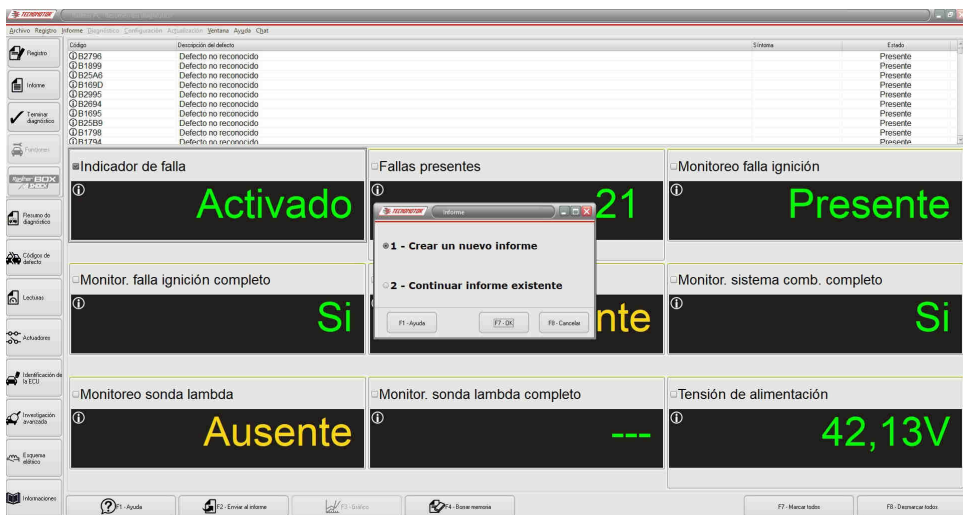 TECNOMOTOR
Archivo Registro Informe Diagnóstico Configuración Actualización Ventana Ayuda Chat
Registro
Informe
Terminar diagnóstico
Funciones
Resumo do diagnóstico
Códigos de defecto
Lecturas
Actuadores
Identificación de la ECU
Investigación avanzada
Esquema elétrico
Informaciones
Código Descripción del defecto Síntoma Estado
B2796 Defecto no reconocido Presente
B1899 Defecto no reconocido Presente
B25A6 Defecto no reconocido Presente
B169D Defecto no reconocido Presente
B2995 Defecto no reconocido Presente
B2694 Defecto no reconocido Presente
B1695 Defecto no reconocido Presente
B25B9 Defecto no reconocido Presente
B1798 Defecto no reconocido Presente
B1794 Defecto no reconocido Presente
Indicador de falla
Activado
Fallas presentes
21
Monitoreo falla ignición
Presente
TECNOMOTOR Informe
1 - Crear un nuevo informe
2 - Continuar informe existente
F1 - Ayuda F7 - OK F8 - Cancelar
Monitor. falla ignición completo
Si
nte
Monitor. sistema comb. completo
Si
Monitoreo sonda lambda
Ausente
Monitor. sonda lambda completo
---
Tensión de alimentación
42,13V
F1 - Ayuda F2 - Enviar al informe F3 - Gráfico F4 - Borrar memoria F7 - Marcar todos F8 - Desmarcar todos